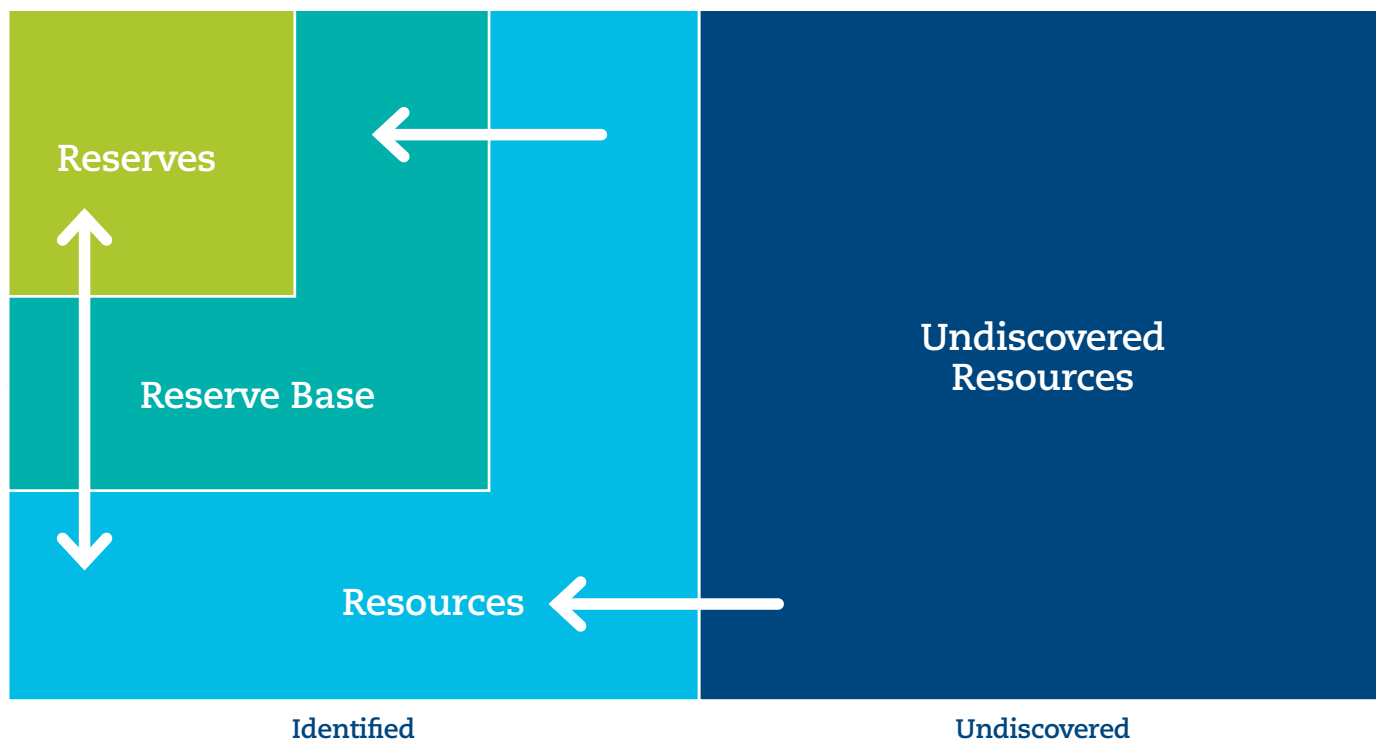 Reserves
Reserve Base
Resources
Undiscovered
Resources
Identified
Undiscovered